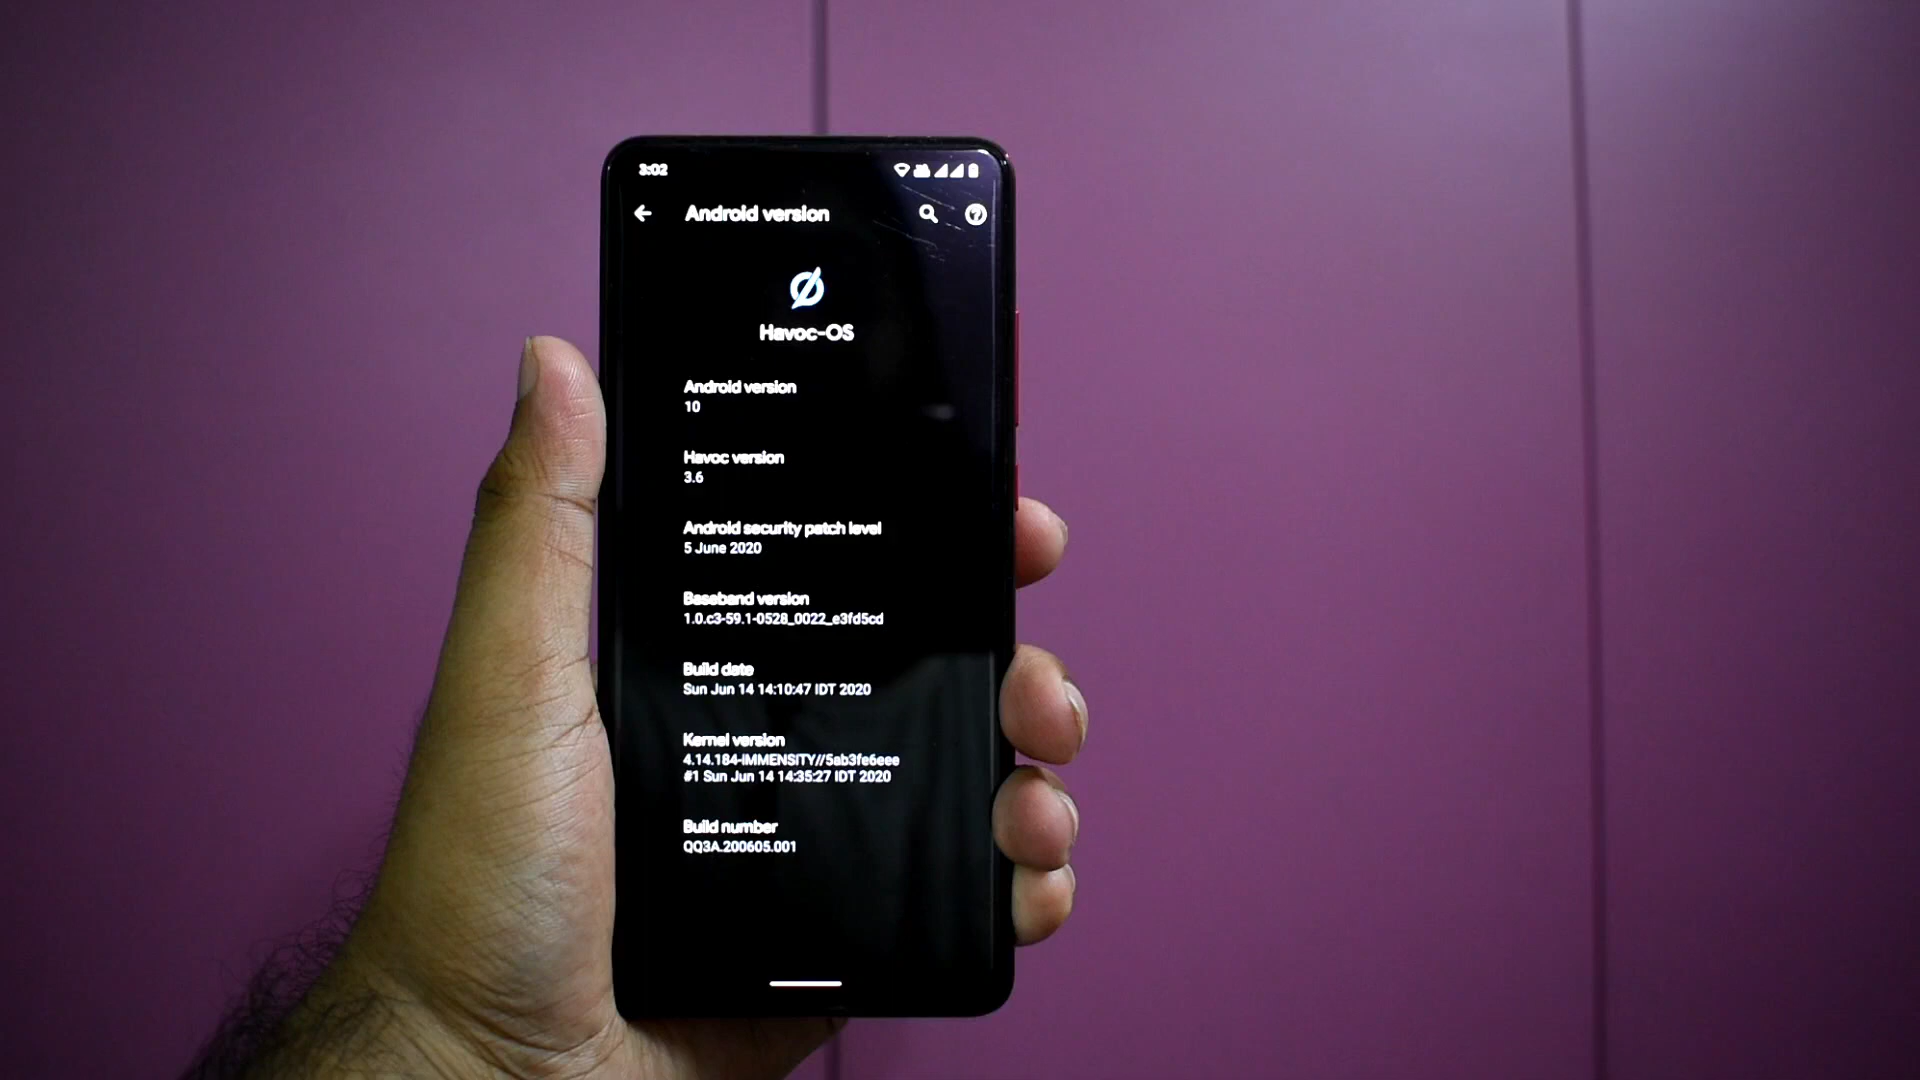 3:02
Android version
Havoc-OS
Android version
10
Havoc version
3.6
Android security patch level
5 June 2020
Baseband version
1.0.c3-59.1-0528_0022_e3fd5cd
Build date
Sun Jun 14 14:10:47 IDT 2020
Kernel version
4.14.184-IMMENSITY//5ab3fe6eee
#1 Sun Jun 14 14:35:27 IDT 2020
Build number
QQ3A.200605.001